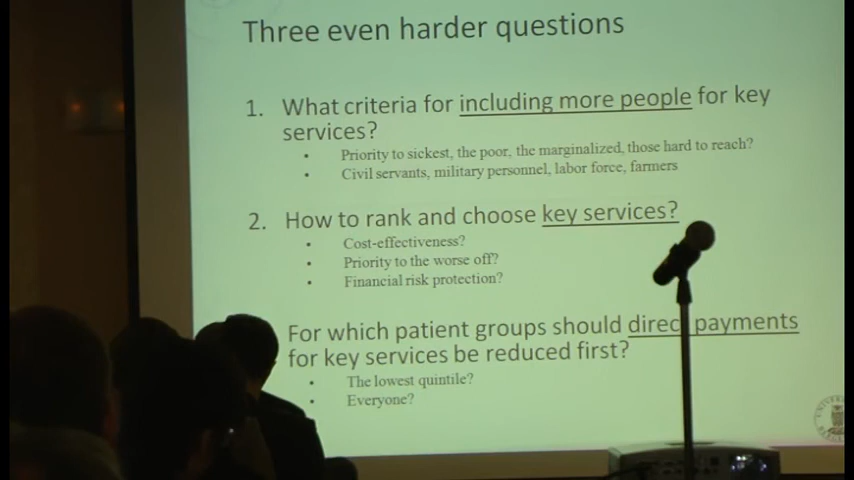 Three even harder questions
1. What criteria for including more people for key
services?
• Priority to sickest, the poor, the marginalized, those hard to reach?
• Civil servants, military personnel, labor force, farmers
2. How to rank and choose key services?
• Cost-effectiveness?
• Priority to the worse off?
• Financial risk protection?
For which patient groups should direct payments
for key services be reduced first?
• The lowest quintile?
• Everyone?